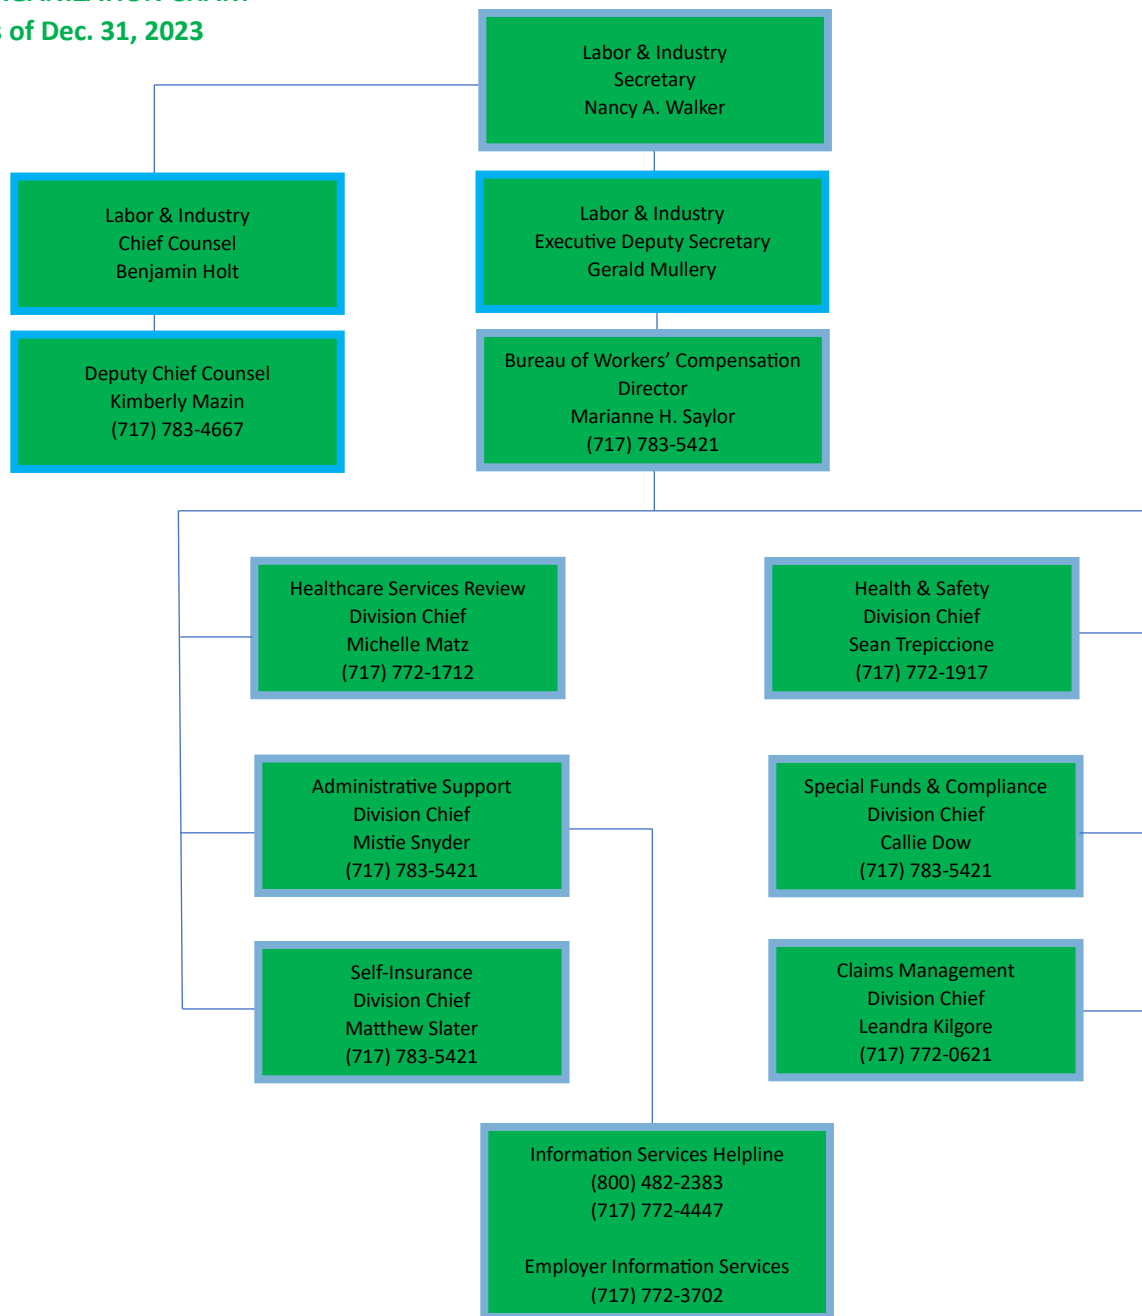 s of Dec. 31, 2023
Labor & Industry
Secretary
Nancy A. Walker
Labor & Industry
Chief Counsel
Benjamin Holt
Labor & Industry
Executive Deputy Secretary
Gerald Mullery
Deputy Chief Counsel
Kimberly Mazin
(717) 783-4667
Bureau of Workers’ Compensation
Director
Marianne H. Saylor
(717) 783-5421
Healthcare Services Review
Division Chief
Michelle Matz
(717) 772-1712
Health & Safety
Division Chief
Sean Trepiccione
(717) 772-1917
Administrative Support
Division Chief
Mistie Snyder
(717) 783-5421
Special Funds & Compliance
Division Chief
Callie Dow
(717) 783-5421
Self-Insurance
Division Chief
Matthew Slater
(717) 783-5421
Claims Management
Division Chief
Leandra Kilgore
(717) 772-0621
Information Services Helpline
(800) 482-2383
(717) 772-4447
Employer Information Services
(717) 772-3702